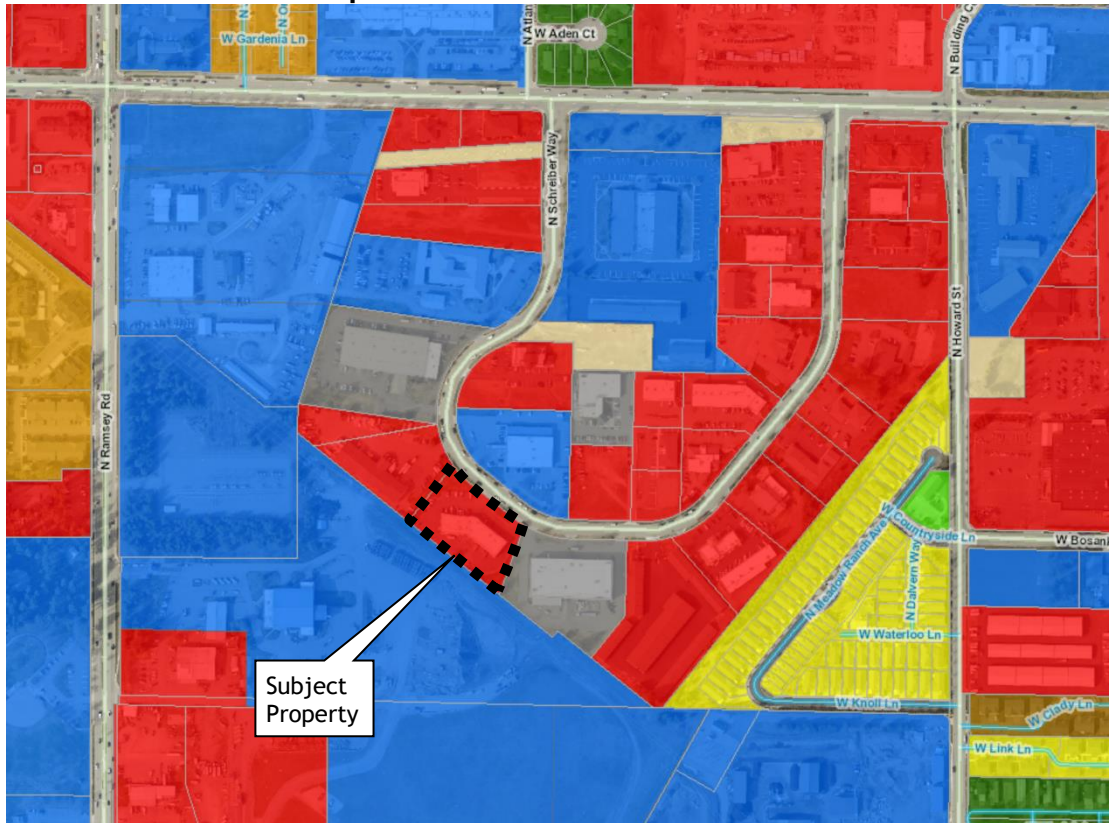 W Gardenia Ln
W Aden Ct
N Schreiber Way
N Ramsey Rd
N Howard St
W Countryside Ln
N Meadow Ranch Ave
N Dalvern Way
W Waterloo Ln
W Knoll Ln
W Clady Ln
W Link Ln
Subject
Property